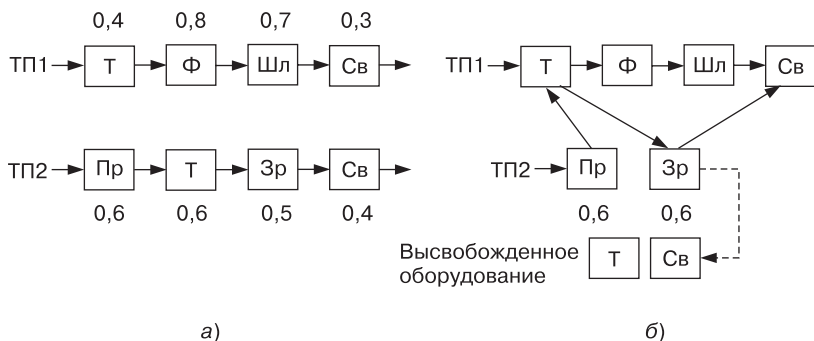 0,4 0,8 0,7 0,3
ТП1 Т Ф Шл Св
ТП2 Пр Т Зр Св
0,6 0,6 0,5 0,4
а)
ТП1 Т Ф Шл Св
ТП2 Пр Зр
0,6 0,6
Высвобожденное
оборудование
Т Св
б)